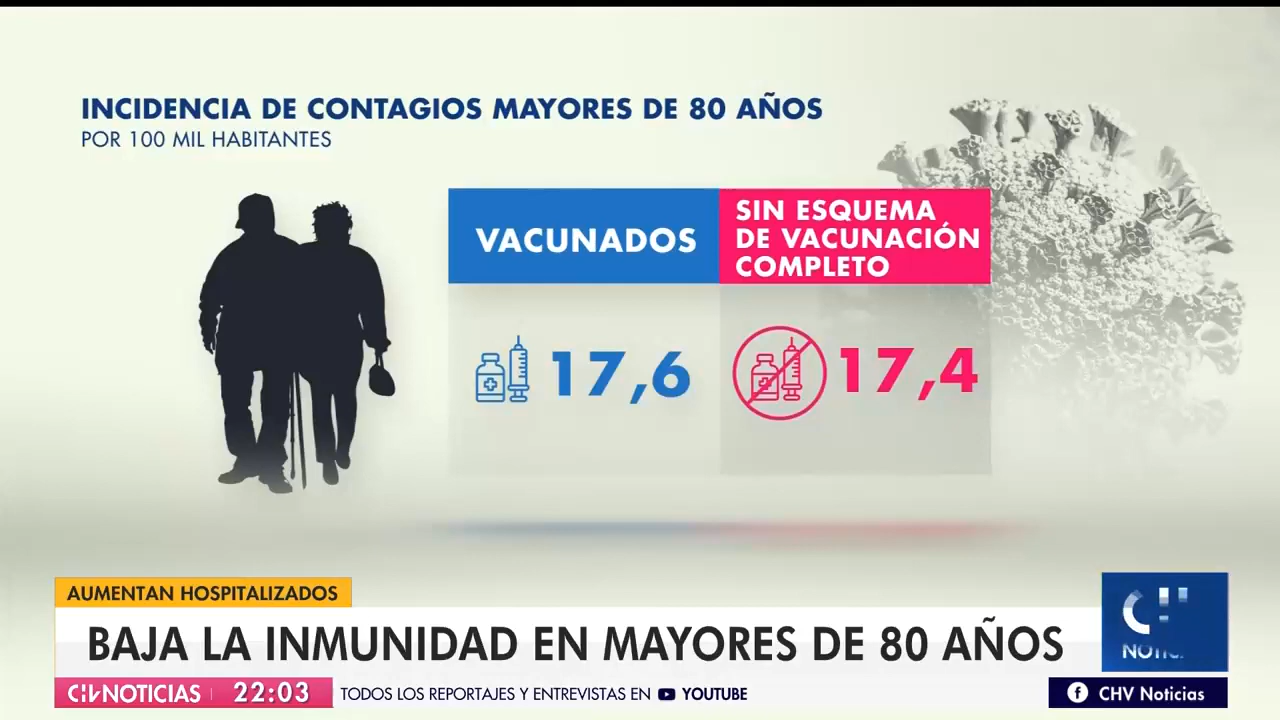 INCIDENCIA DE CONTAGIOS MAYORES DE 80 AÑOS
POR 100 MIL HABITANTES
VACUNADOS
SIN ESQUEMA
DE VACUNACIÓN
COMPLETO
17,6
17,4
AUMENTAN HOSPITALIZADOS
BAJA LA INMUNIDAD EN MAYORES DE 80 AÑOS
CHV NOTICIAS 22:03 TODOS LOS REPORTAJES Y ENTREVISTAS EN YOUTUBE
CHV Noticias